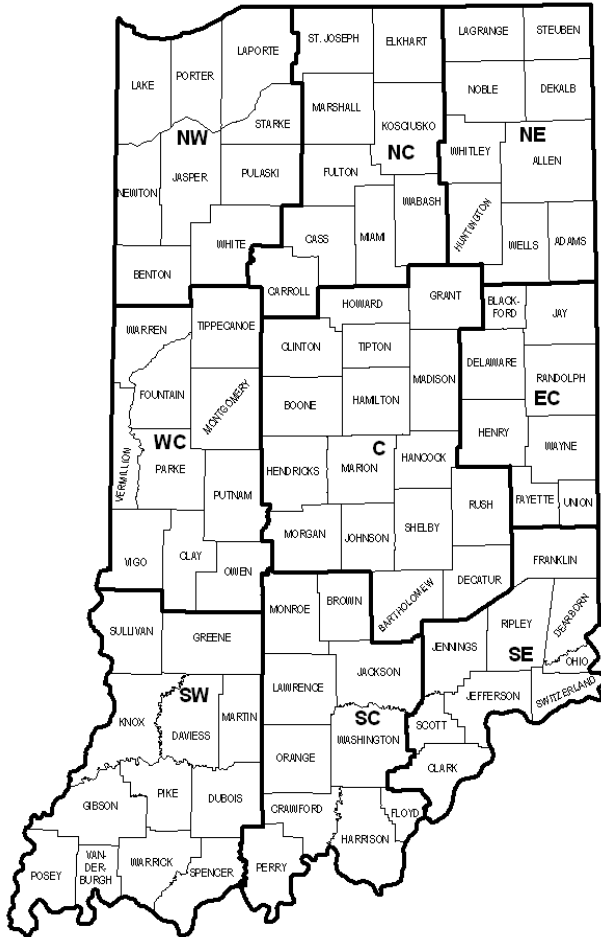 ST. JOSEPH
ELKHART
LAGRANGE
STEUBEN
LAPORTE
LAKE
PORTER
NOBLE
DEKALB
MARSHALL
KOSCIUSKO
STARKE
NW
NC
NE
WHITLEY
ALLEN
JASPER
PULASKI
FULTON
NEWTON
WABASH
HUNTINGTON
WHITE
CASS
MIAMI
WELLS
ADAMS
BENTON
CARROLL
GRANT
HOWARD
BLACK-
FORD
JAY
WARREN
TIPPECANOE
CLINTON
TIPTON
DELAWARE
MADISON
RANDOLPH
FOUNTAIN
MONTGOMERY
BOONE
HAMILTON
EC
HENRY
WAYNE
WC
C
VERMILLION
PARKE
HENDRICKS
MARION
HANCOCK
PUTNAM
FAYETTE
UNION
RUSH
MORGAN
JOHNSON
SHELBY
VIGO
CLAY
OWEN
FRANKLIN
DECATUR
MONROE
BROWN
BARTHOLOMEW
RIPLEY
DEARBORN
SULLIVAN
GREENE
JENNINGS
SE
OHIO
JACKSON
LAWRENCE
JEFFERSON
SWITZERLAND
SW
SC
KNOX
DAVIESS
MARTIN
SCOTT
ORANGE
WASHINGTON
CLARK
PIKE
DUBOIS
GIBSON
CRAWFORD
FLOYD
HARRISON
POSEY
VAN-
DER-
BURGH
WARRICK
SPENCER
PERRY